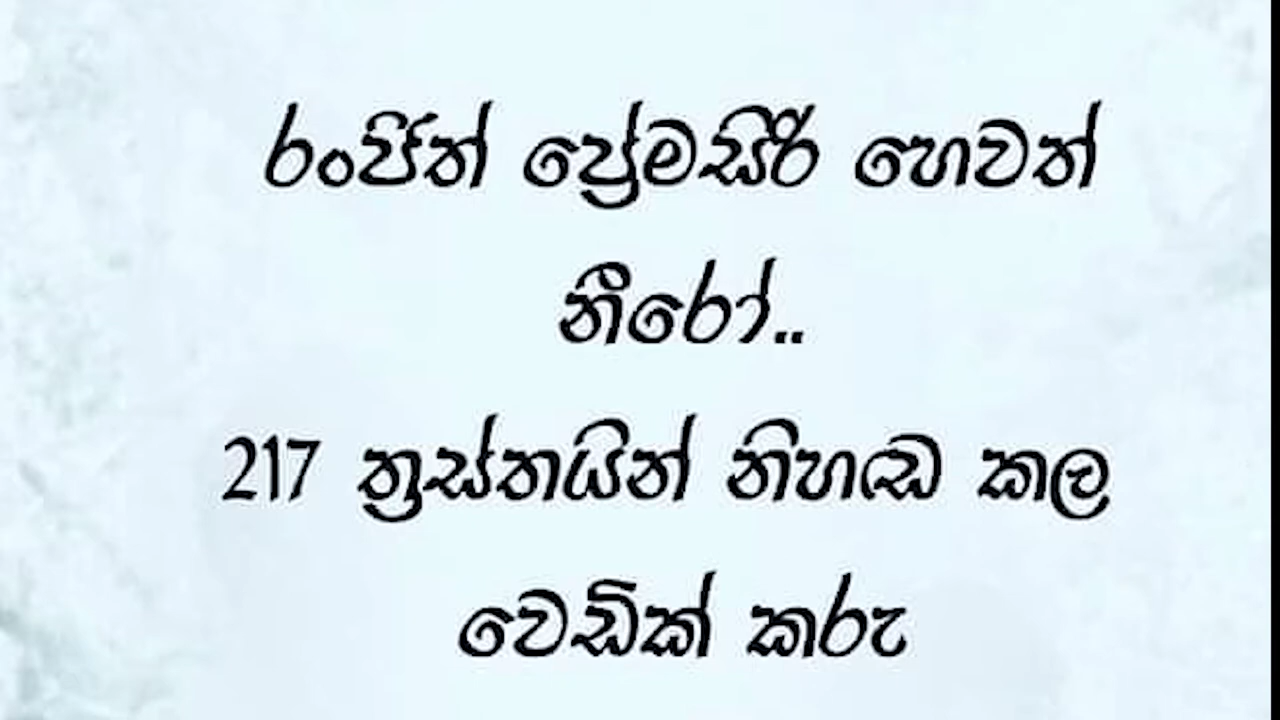 රංජිත් ප්‍රේමසිරි හෙවත්
නීරෝ..
217 ත්‍රස්තයින් නිහඬ කල
වෙඩික් කරු